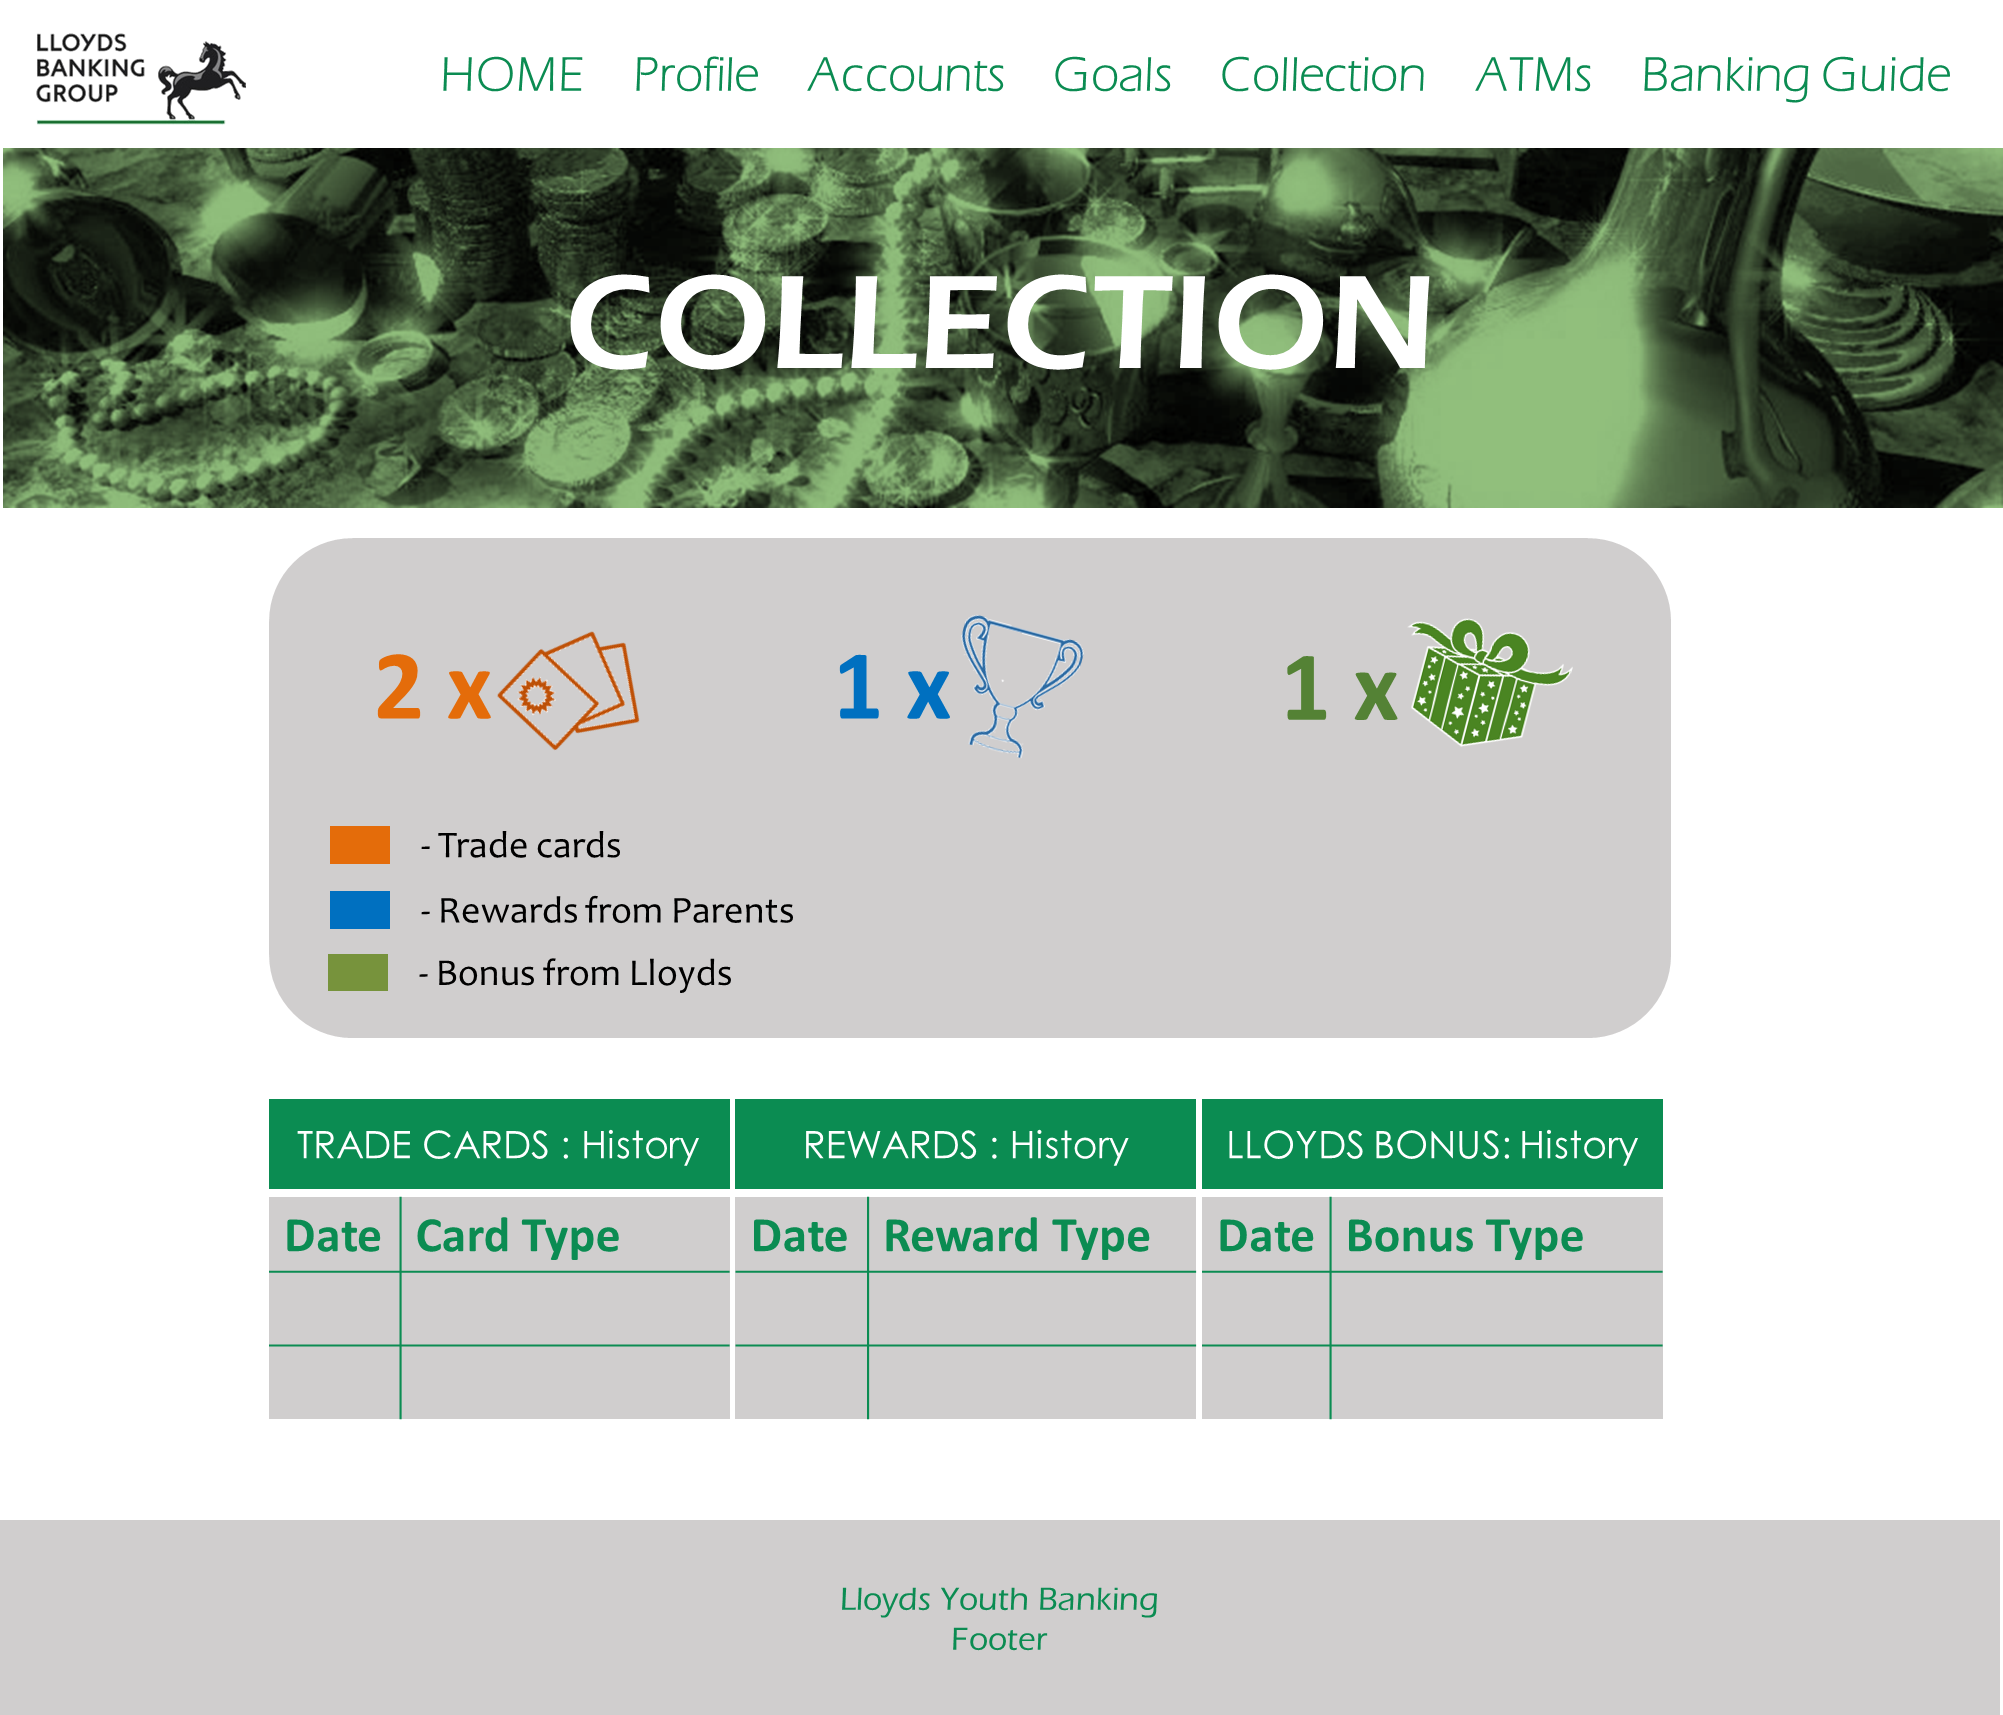 LLOYDS
BANKING
GROUP
HOME Profile Accounts Goals Collection ATMs Banking Guide
COLLECTION
2 x 1 x 1 x
- Trade cards
- Rewards from Parents
- Bonus from Lloyds
TRADE CARDS : History REWARDS : History LLOYDS BONUS: History
Date Card Type Date Reward Type Date Bonus Type
Lloyds Youth Banking
Footer